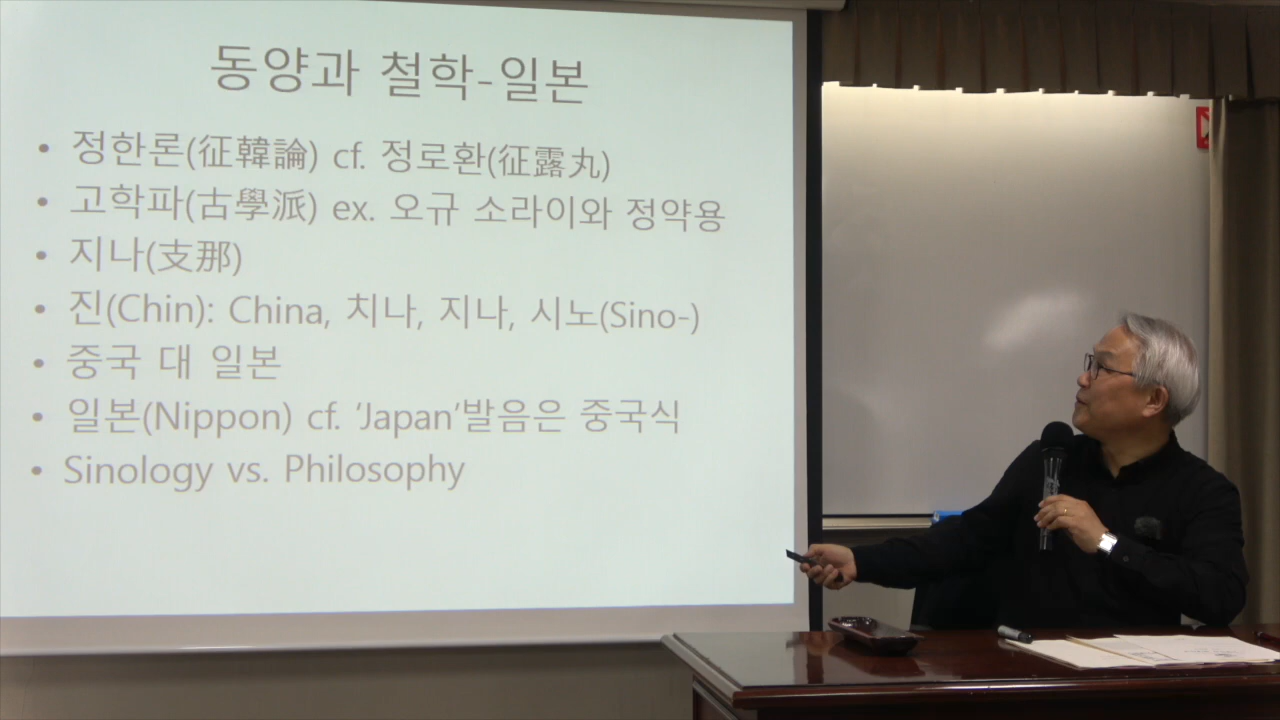 동양과 철학-일본
• 정한론(征韓論) cf. 정로환(征露丸)
• 고학파(古學派) ex. 오규 소라이와 정약용
• 지나(支那)
• 진(Chin): China, 치나, 지나, 시노(Sino-)
• 중국 대 일본
• 일본(Nippon) cf. ‘Japan’발음은 중국식
• Sinology vs. Philosophy